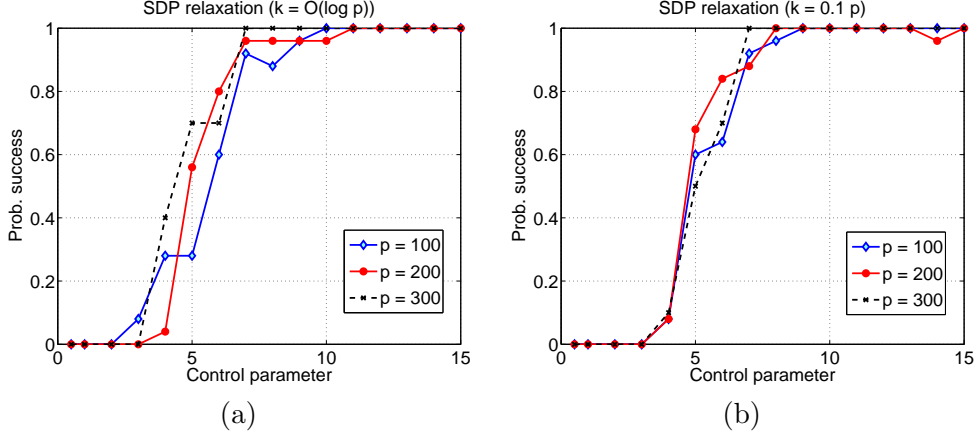 SDP relaxation (k = O(log p))
1
0.8
0.6
0.4
0.2
0
0
5
10
15
Prob. success
Control parameter
p = 100
p = 200
p = 300
(a)
SDP relaxation (k = 0.1 p)
1
0.8
0.6
0.4
0.2
0
0
5
10
15
Prob. success
Control parameter
p = 100
p = 200
p = 300
(b)